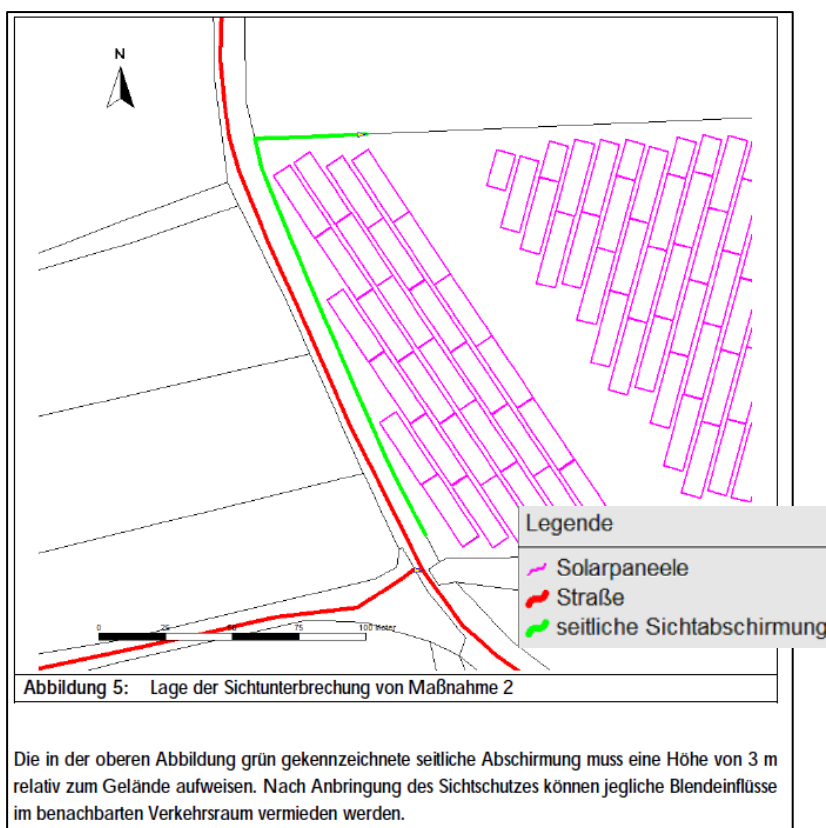 N
Legende
Solarpaneele
Straße
seitliche Sichtabschirmung
0 25 50 75 100 Meter
Abbildung 5: Lage der Sichtunterbrechung von Maßnahme 2
Die in der oberen Abbildung grün gekennzeichnete seitliche Abschirmung muss eine Höhe von 3 m
relativ zum Gelände aufweisen. Nach Anbringung des Sichtschutzes können jegliche Blendeinflüsse
im benachbarten Verkehrsraum vermieden werden.